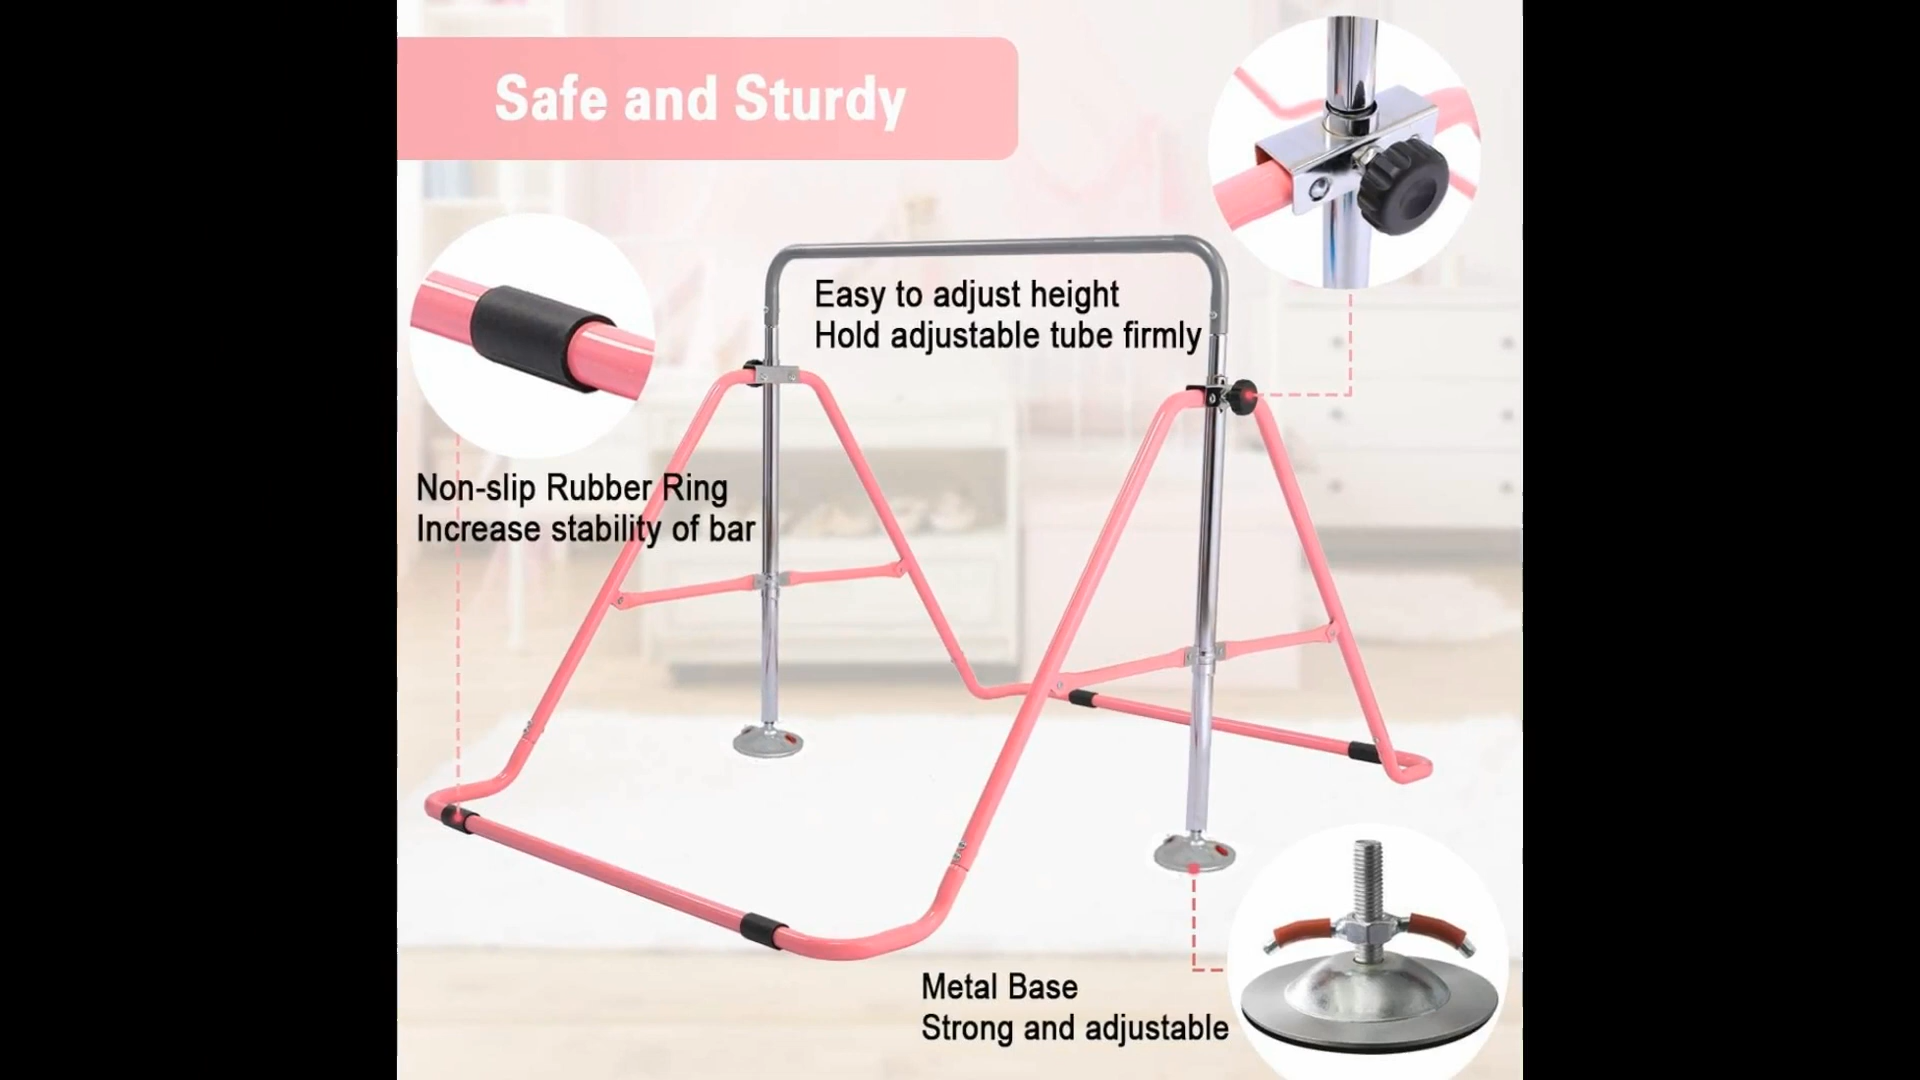 Safe and Sturdy
Easy to adjust height
Hold adjustable tube firmly
Non-slip Rubber Ring
Increase stability of bar
Metal Base
Strong and adjustable